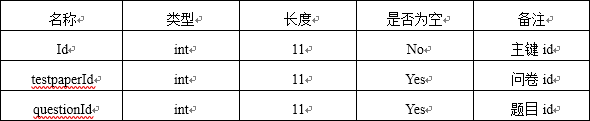 名称 类型 长度 是否为空 备注
Id int 11 No 主键 id
testpaperId int 11 Yes 问卷 id
questionId int 11 Yes 题目 id